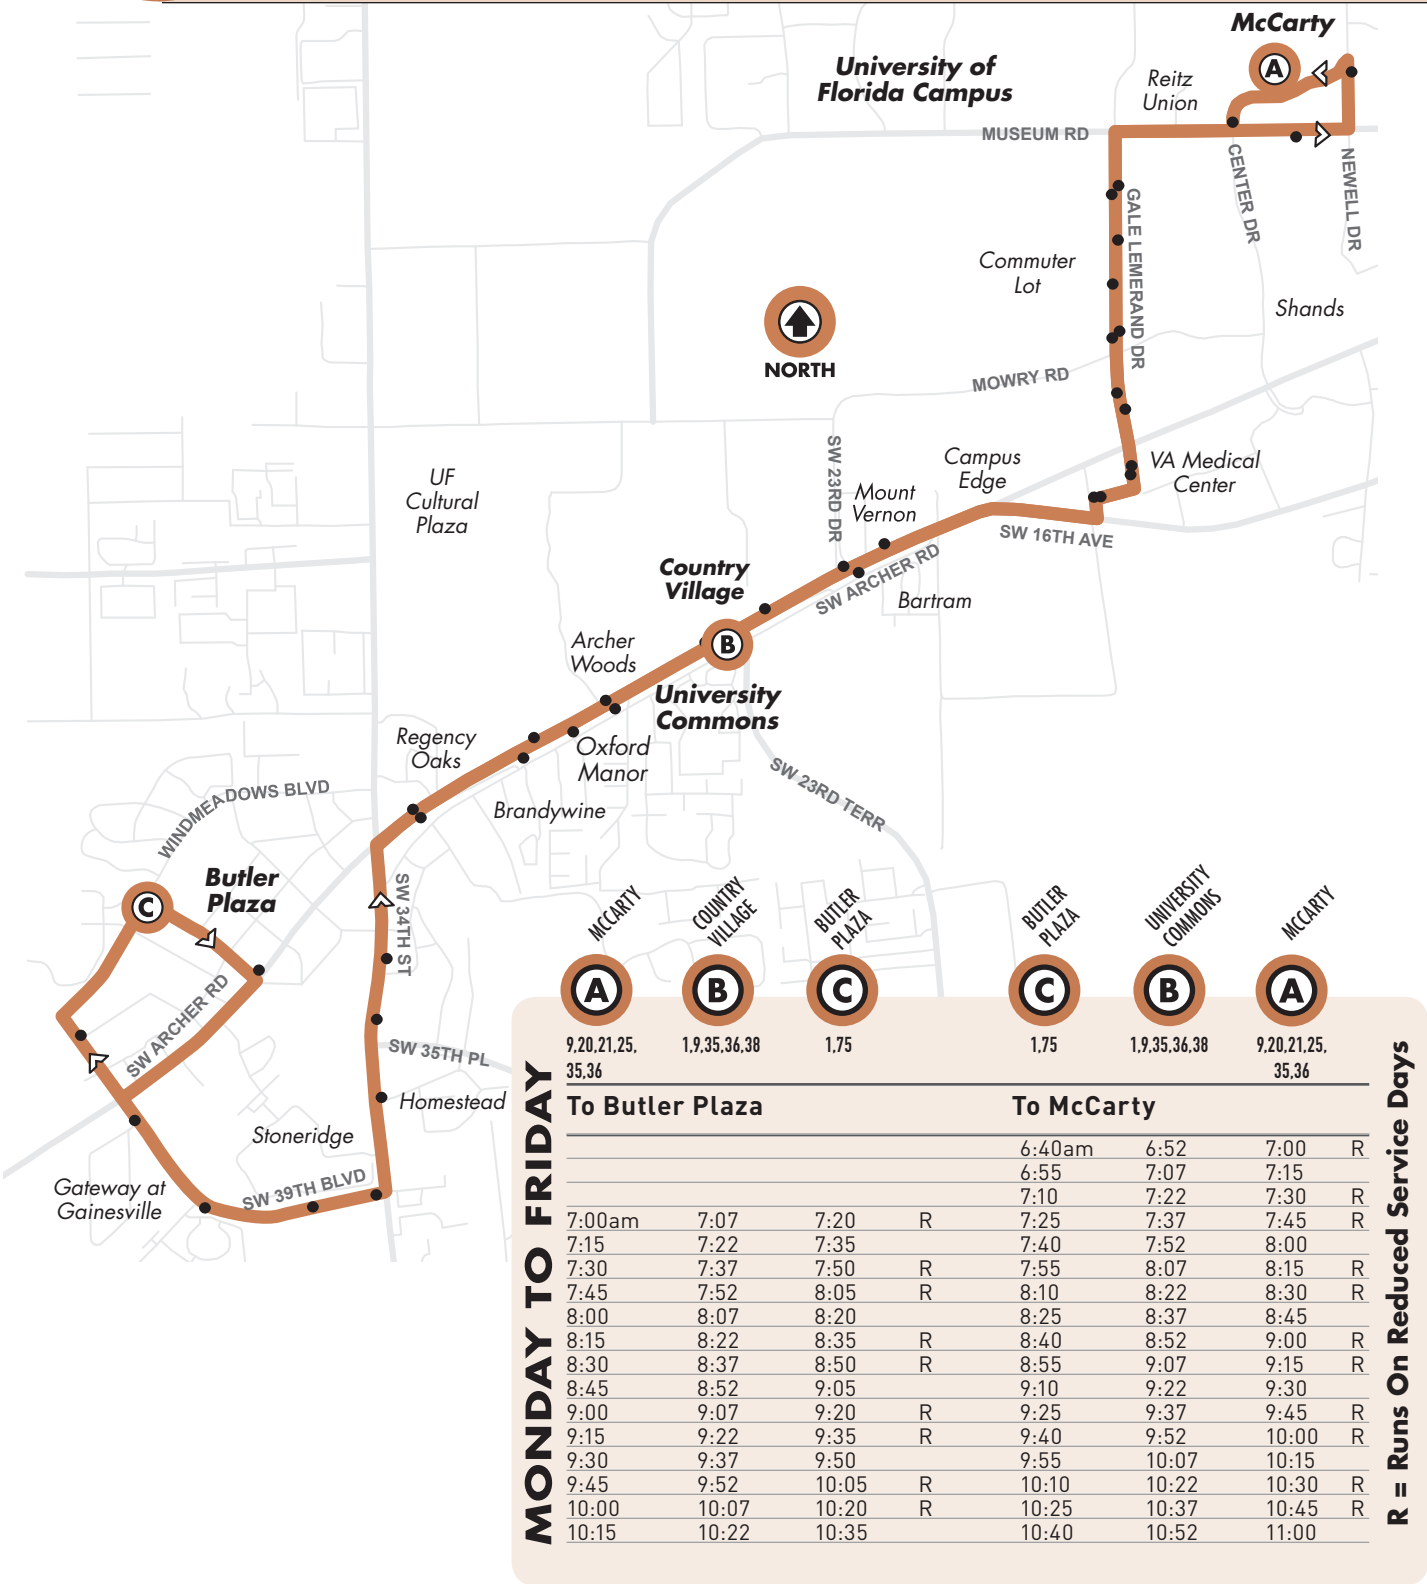 McCarty
A
University of
Florida Campus
Reitz
Union
MUSEUM RD
CENTER DR
NEWELL DR
GALE LEMERAND DR
Commuter
Lot
Shands
NORTH
MOWRY RD
UF
Cultural
Plaza
SW 23RD DR
Campus
Edge
Mount
Vernon
VA Medical
Center
SW 16TH AVE
SW ARCHER RD
Country
Village
Bartram
B
Archer
Woods
University
Commons
Regency
Oaks
Oxford
Manor
SW 23RD TERR
Brandywine
WINDMEADOWS BLVD
Butler
Plaza
C
SW 34TH ST
SW ARCHER RD
SW 35TH PL
Homestead
Stoneridge
Gateway at
Gainesville
SW 39TH BLVD
MCCARTY
COUNTRY
VILLAGE
BUTLER
PLAZA
BUTLER
PLAZA
UNIVERSITY
COMMONS
MCCARTY
A B C C B A
9,20,21,25, 1,9,35,36,38 1,75 1,75 1,9,35,36,38 9,20,21,25,
35,36 35,36
MONDAY TO FRIDAY
To Butler Plaza To McCarty
6:40am 6:52 7:00 R
6:55 7:07 7:15
7:10 7:22 7:30 R
7:00am 7:07 7:20 R 7:25 7:37 7:45 R
7:15 7:22 7:35 7:40 7:52 8:00
7:30 7:37 7:50 R 7:55 8:07 8:15 R
7:45 7:52 8:05 R 8:10 8:22 8:30 R
8:00 8:07 8:20 8:25 8:37 8:45
8:15 8:22 8:35 R 8:40 8:52 9:00 R
8:30 8:37 8:50 R 8:55 9:07 9:15 R
8:45 8:52 9:05 9:10 9:22 9:30
9:00 9:07 9:20 R 9:25 9:37 9:45 R
9:15 9:22 9:35 R 9:40 9:52 10:00 R
9:30 9:37 9:50 9:55 10:07 10:15
9:45 9:52 10:05 R 10:10 10:22 10:30 R
10:00 10:07 10:20 R 10:25 10:37 10:45 R
10:15 10:22 10:35 10:40 10:52 11:00
R = Runs On Reduced Service Days